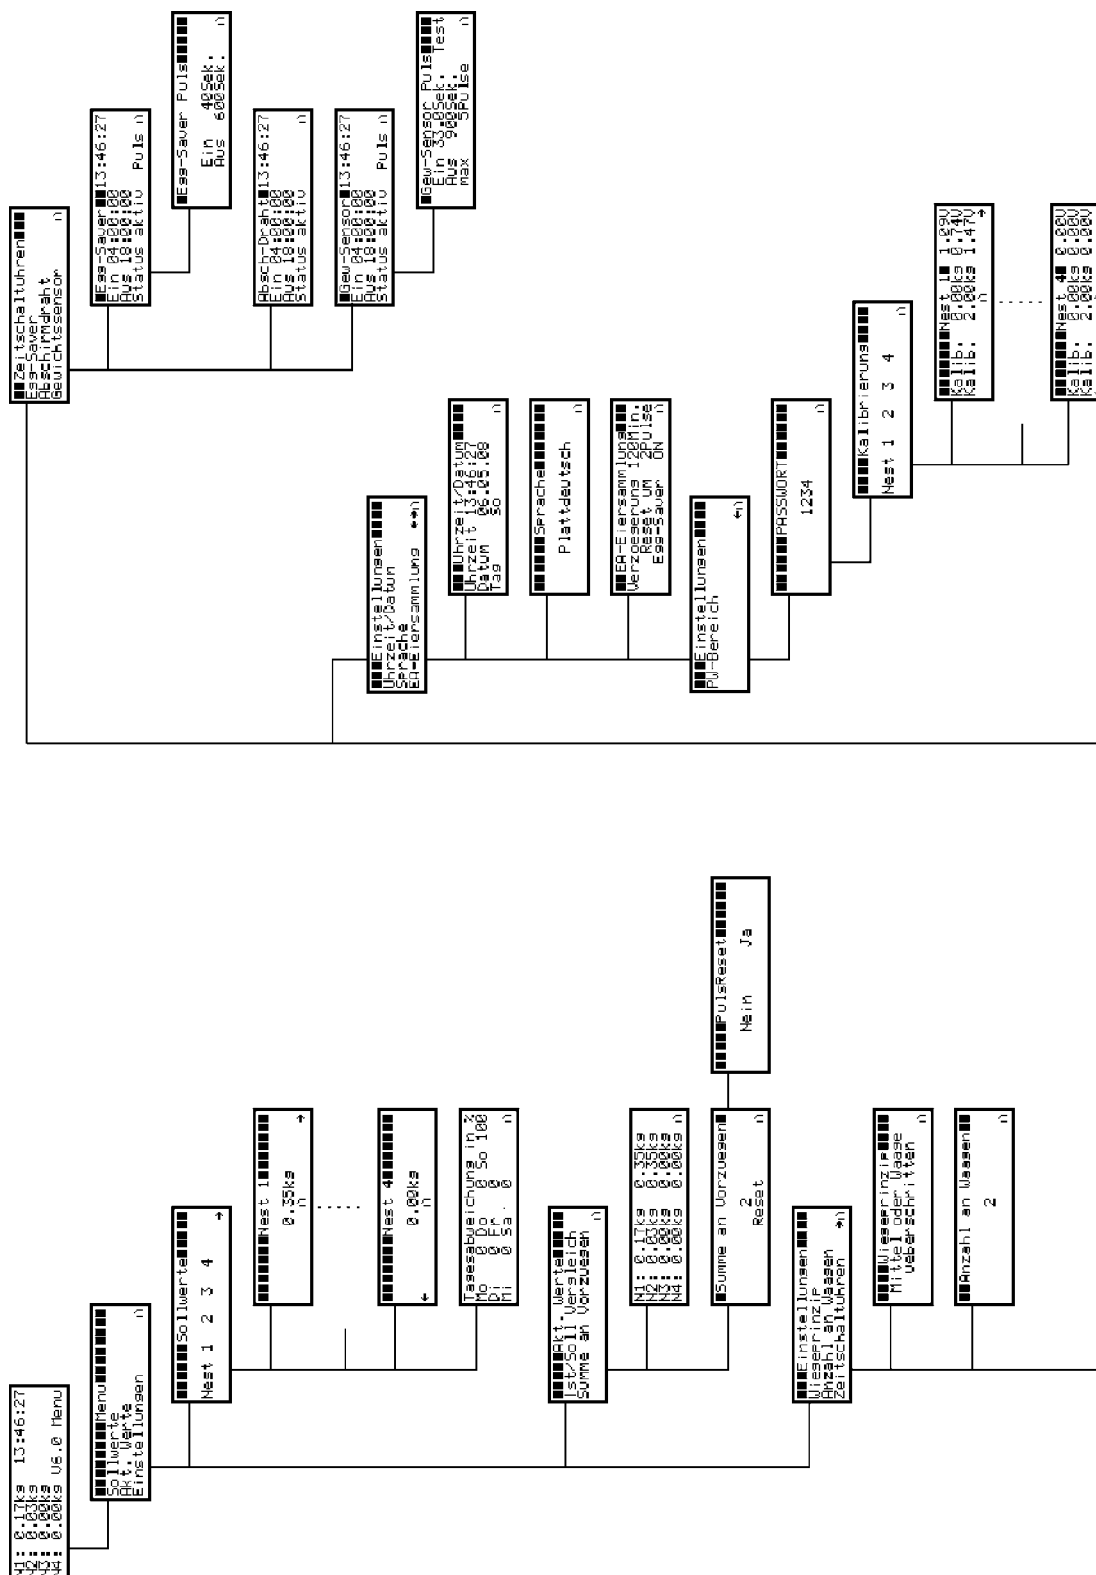 N1: 0.17kg 13:46:27
N2: 0.03kg
N3: 0.00kg
N4: 0.00kg V6.0 Menu
Menu
Sollwerte
Akt. Werte
Einstellungen
Sollwerte
Nest 1 2 3 4
Nest 1
0.35kg
Nest 4
0.00kg
Tagesabweichung in %
Mo 0 Do 0 So 100
Di 0 Fr 0
Mi 0 Sa. 0
Akt. Werte
Ist/Soll Vergleich
Summe an Vorzuegen
N1: 0.17kg 0.35kg
N2: 0.03kg 0.35kg
N3: 0.00kg 0.00kg
N4: 0.00kg 0.00kg
Summe an Vorzuegen
2
Reset
PulsReset
Nein Ja
Einstellungen
Wiegeprinzip
Anzahl an Waagen
Zeitschaltuhren
Wiegeprinzip
Mittel oder Waage
ueberschritten
Anzahl an Waagen
2
Zeitschaltuhren
Egg-Saver
Abschirmdraht
Gewichtssensor
Egg-Saver 13:46:27
Ein 04:00:00
Aus 18:00:00
Status aktiv Puls
Egg-Saver Puls
Ein 40Sek.
Aus 600Sek.
Absch-Draht 13:46:27
Ein 04:00:00
Aus 18:00:00
Status aktiv
Gew-Sensor 13:46:27
Ein 04:00:00
Aus 18:00:00
Status aktiv Puls
Gew-Sensor Puls
Ein 33.0Sek. Test
Aus 900Sek.
max 5Pulse
Einstellungen
Uhrzeit/Datum
Sprache
EA-Eiersammlung
Uhrzeit/Datum
Uhrzeit 13:46:27
Datum 06.05.08
Tag So
Sprache
Plattdeutsch
EA-Eiersammlung
Verzoegerung 120Min.
Reset um 2Pulse
Egg-Saver ON
Einstellungen
PW-Bereich
PASSWORT
1234
Kalibrierung
Nest 1 2 3 4
Nest 1 1.09V
Kalib: 0.00kg 0.74V
Kalib: 2.00kg 1.47V
Nest 4 0.00V
Kalib: 0.00kg 0.00V
Kalib: 2.00kg 0.00V